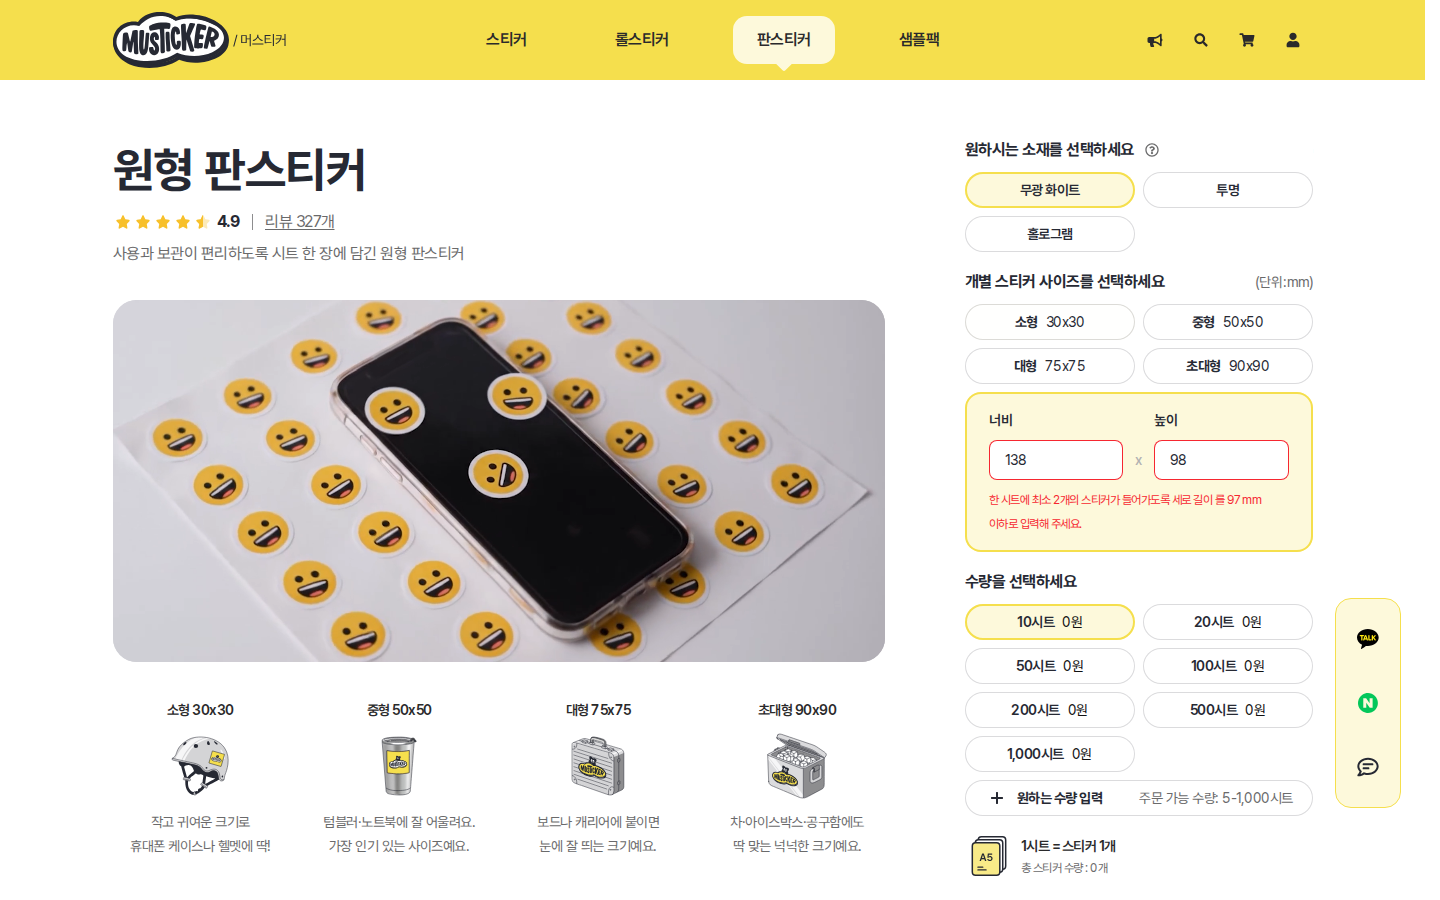 MUSTICKER / 머스티커
스티커
롤스티커
판스티커
샘플팩
원형 판스티커
4.9 | 리뷰 327개
사용과 보관이 편리하도록 시트 한 장에 담긴 원형 판스티커
소형 30x30
중형 50x50
대형 75x75
초대형 90x90
MUSTICKER
MUSTICKER
MUSTICKER
작고 귀여운 크기로
휴대폰 케이스나 헬멧에 딱!
텀블러·노트북에 잘 어울려요.
가장 인기 있는 사이즈예요.
보드나 캐리어에 붙이면
눈에 잘 띄는 크기예요.
차·아이스박스·공구함에도
딱 맞는 넉넉한 크기예요.
원하시는 소재를 선택하세요 ?
무광 화이트
투명
홀로그램
개별 스티커 사이즈를 선택하세요 (단위:mm)
소형 30x30
중형 50x50
대형 75x75
초대형 90x90
너비 높이
138 x 98
한 시트에 최소 2개의 스티커가 들어가도록 세로 길이 를 97 mm
이하로 입력해 주세요.
수량을 선택하세요
10시트 0원
20시트 0원
50시트 0원
100시트 0원
200시트 0원
500시트 0원
1,000시트 0원
+ 원하는 수량 입력 주문 가능 수량: 5-1,000시트
A5
1시트 = 스티커 1개
총 스티커 수량 : 0 개
TALK
N